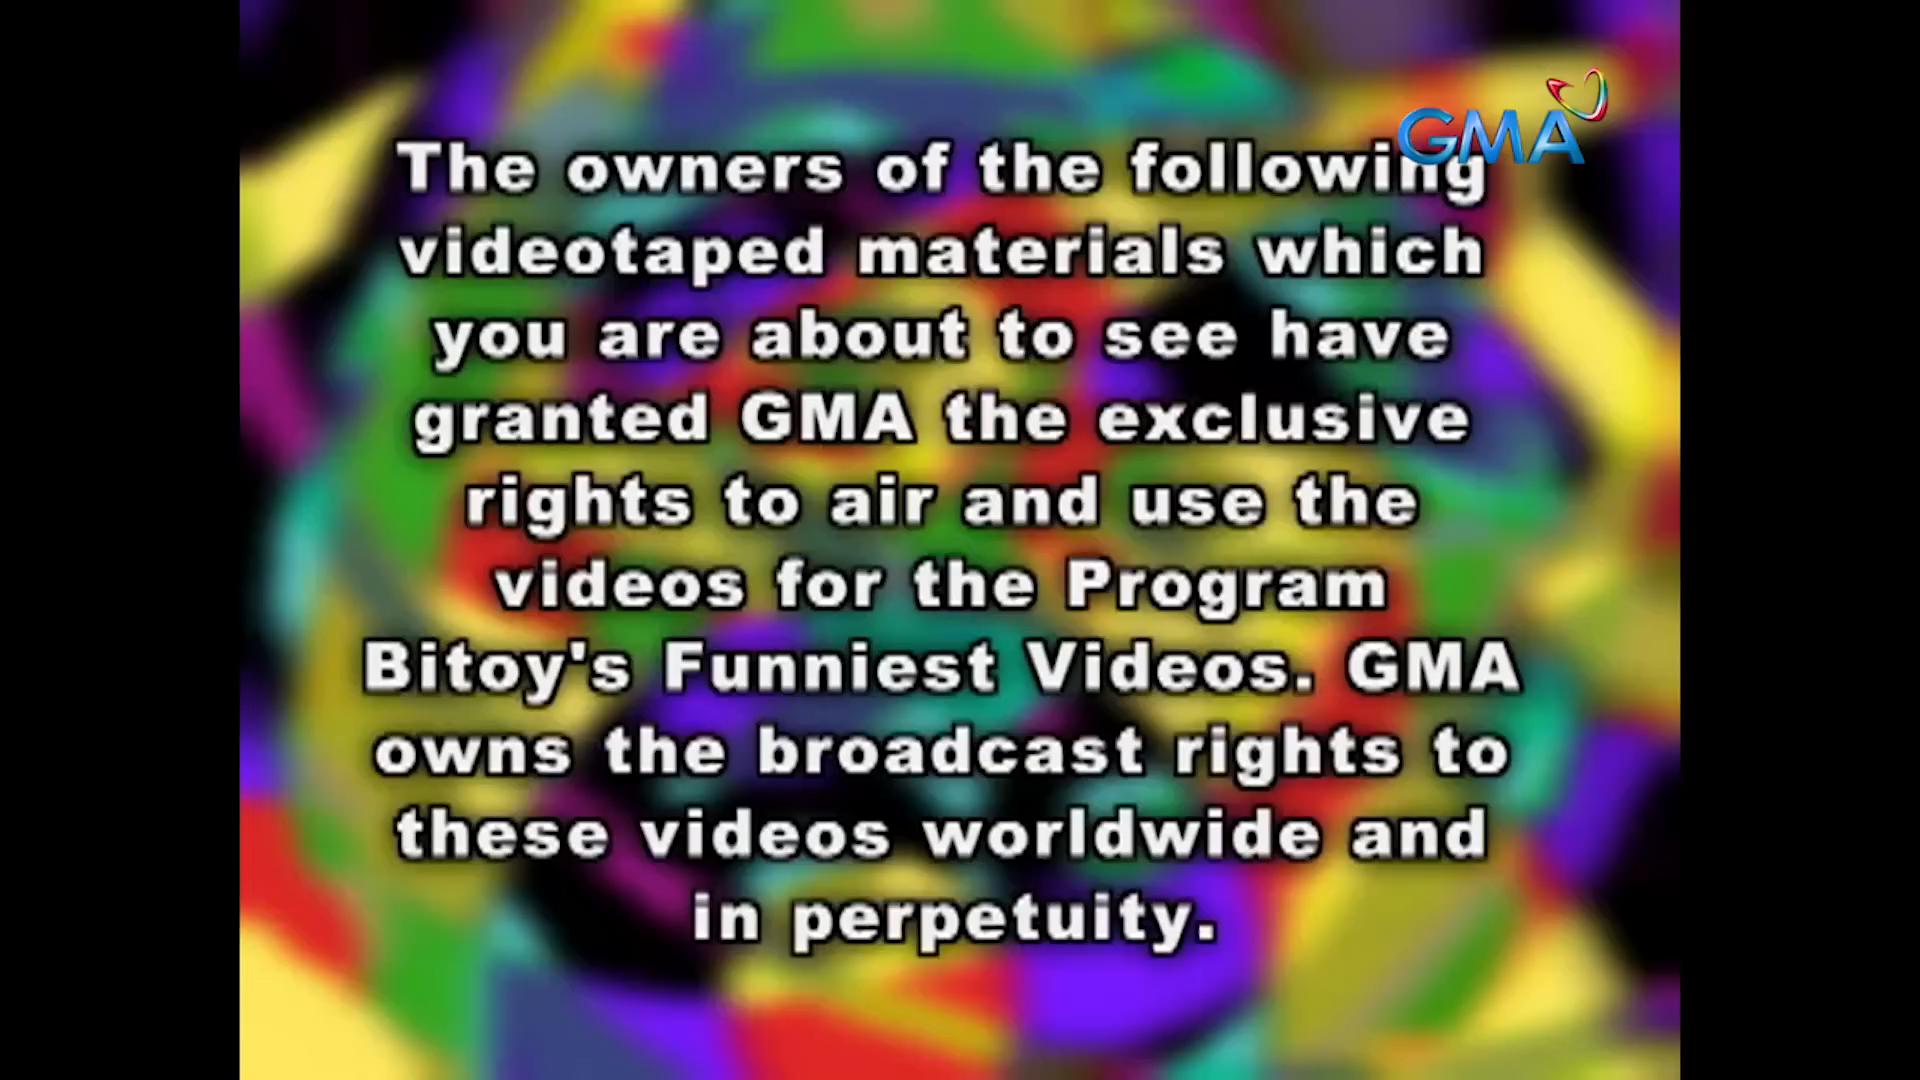 GMA
The owners of the following
videotaped materials which
you are about to see have
granted GMA the exclusive
rights to air and use the
videos for the Program
Bitoy's Funniest Videos. GMA
owns the broadcast rights to
these videos worldwide and
in perpetuity.